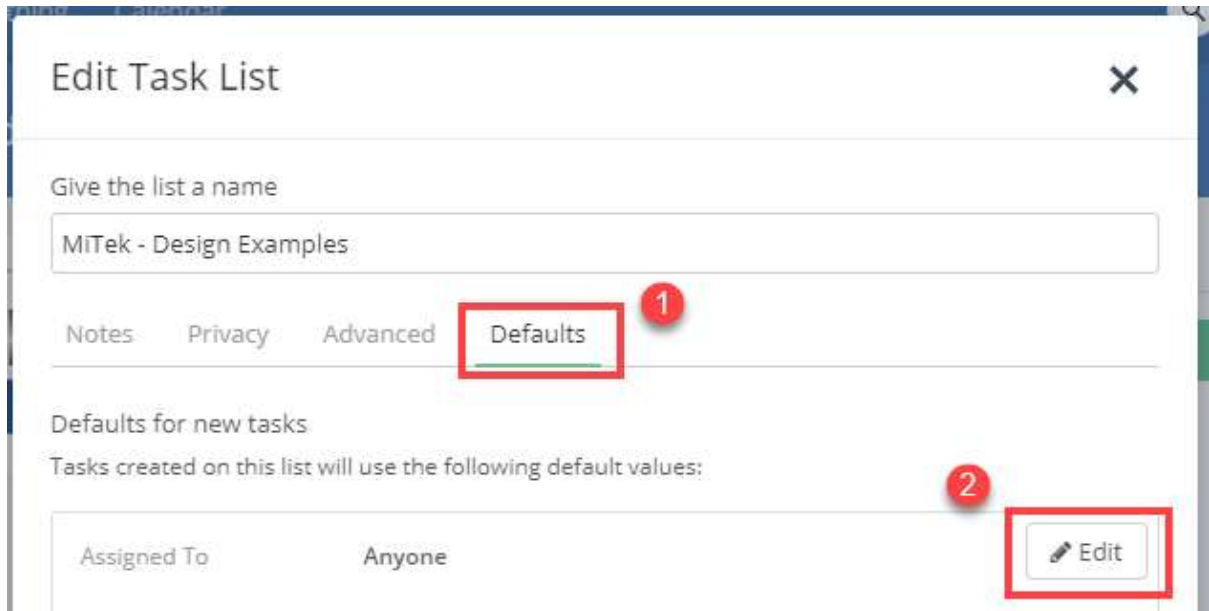 Calendar
Edit Task List
Give the list a name
MiTek - Design Examples
1
Notes Privacy Advanced Defaults
Defaults for new tasks
Tasks created on this list will use the following default values:
2
Assigned To Anyone Edit